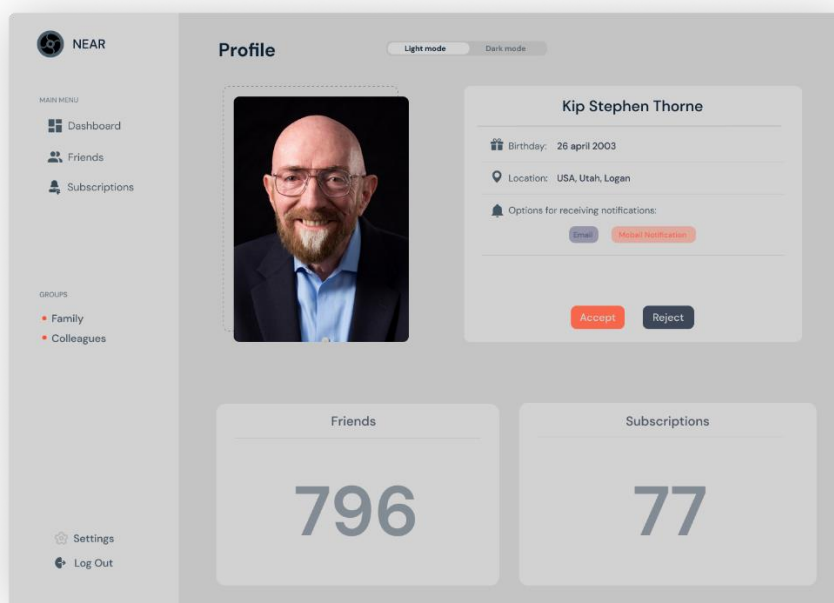 NEAR
Profile
Light mode
Dark mode
MAIN MENU
Dashboard
Friends
Subscriptions
GROUPS
Family
Colleagues
Settings
Log Out
Kip Stephen Thorne
Birthday: 26 april 2003
Location: USA, Utah, Logan
Options for receiving notifications:
Email
Mobail Notification
Accept
Reject
Friends
796
Subscriptions
77